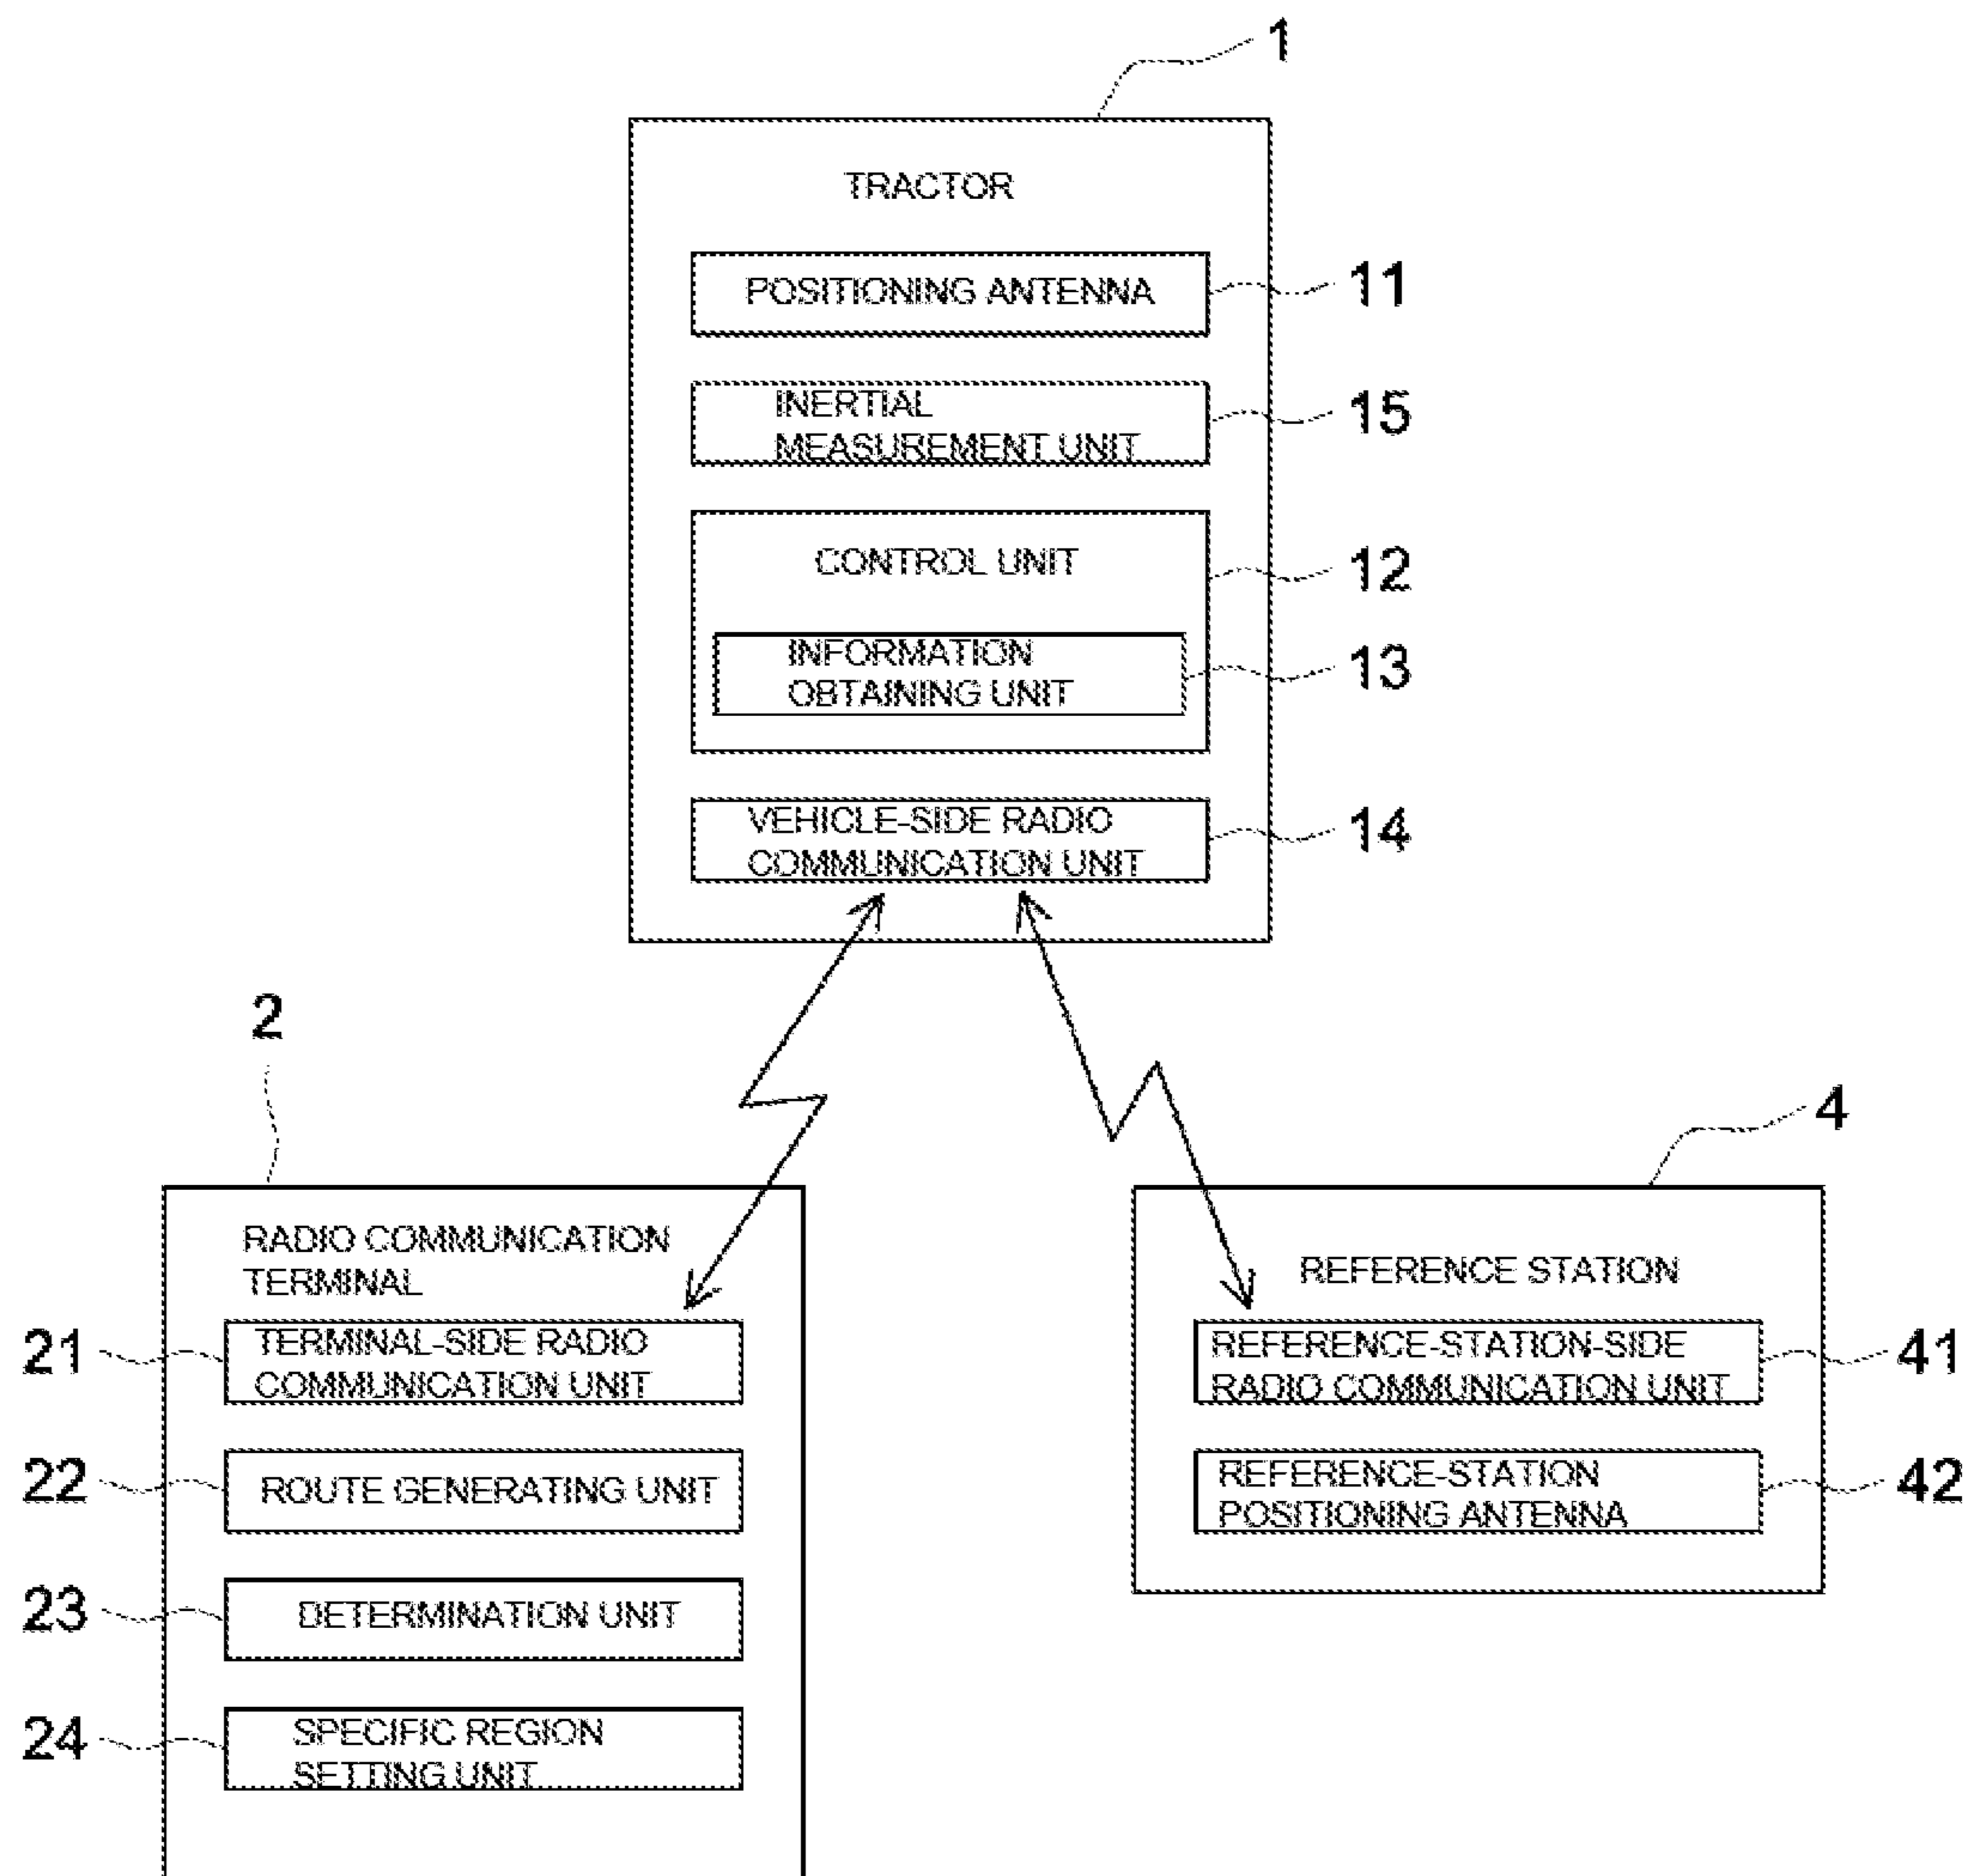 1
TRACTOR
POSITIONING ANTENNA
11
INERTIAL
MEASUREMENT UNIT
15
CONTROL UNIT
12
INFORMATION
OBTAINING UNIT
13
VEHICLE-SIDE RADIO
COMMUNICATION UNIT
14
2
RADIO COMMUNICATION
TERMINAL
21
TERMINAL-SIDE RADIO
COMMUNICATION UNIT
22
ROUTE GENERATING UNIT
23
DETERMINATION UNIT
24
SPECIFIC REGION
SETTING UNIT
4
REFERENCE STATION
REFERENCE-STATION-SIDE
RADIO COMMUNICATION UNIT
41
REFERENCE-STATION
POSITIONING ANTENNA
42